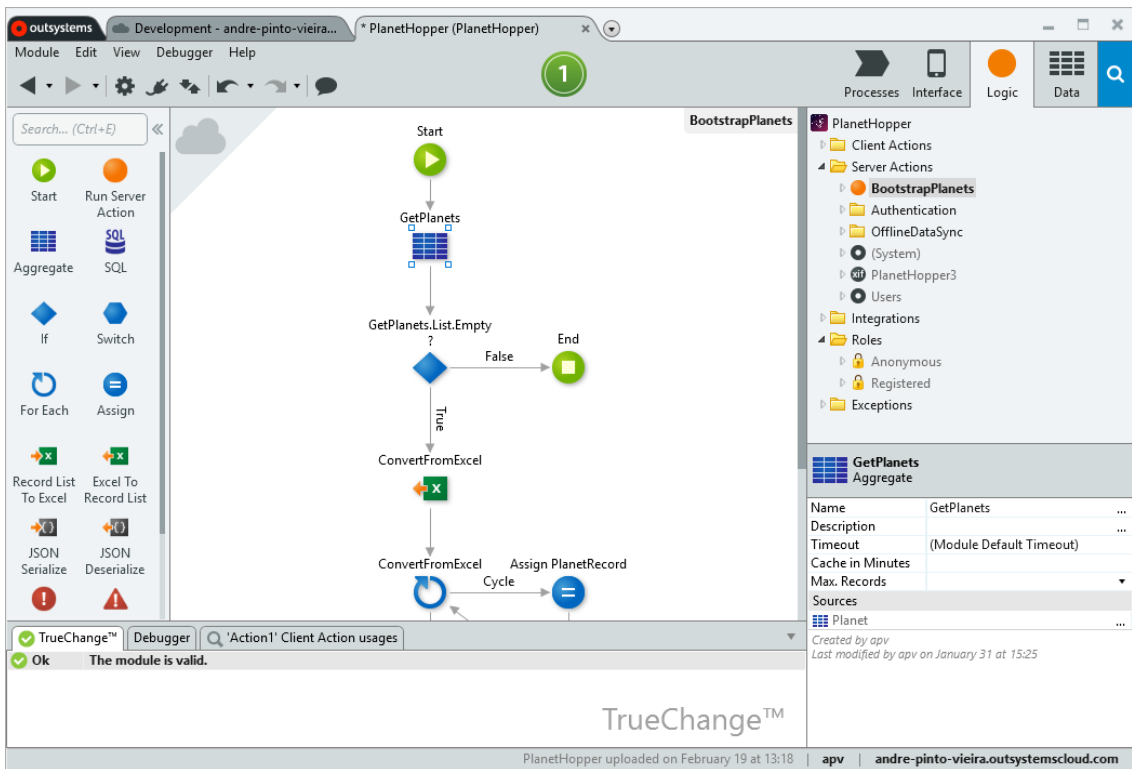 outsystems
Development - andre-pinto-vieira...
* PlanetHopper (PlanetHopper)
Module Edit View Debugger Help
1
Processes Interface Logic Data
Search... (Ctrl+E)
Start
Run Server Action
Aggregate
SQL
SQL
If
Switch
For Each
Assign
Record List To Excel
Excel To Record List
JSON Serialize
JSON Deserialize
BootstrapPlanets
Start
GetPlanets
GetPlanets.List.Empty
?
False
End
True
ConvertFromExcel
X
ConvertFromExcel
Cycle
Assign PlanetRecord
PlanetHopper
Client Actions
Server Actions
BootstrapPlanets
Authentication
OfflineDataSync
(System)
xif PlanetHopper3
Users
Integrations
Roles
Anonymous
Registered
Exceptions
GetPlanets
Aggregate
Name GetPlanets ...
Description ...
Timeout (Module Default Timeout)
Cache in Minutes
Max. Records
Sources
Planet ...
Created by apv
Last modified by apv on January 31 at 15:25
TrueChange™ Debugger 'Action1' Client Action usages
Ok The module is valid.
TrueChange™
PlanetHopper uploaded on February 19 at 13:18 | apv | andre-pinto-vieira.outsystemscloud.com